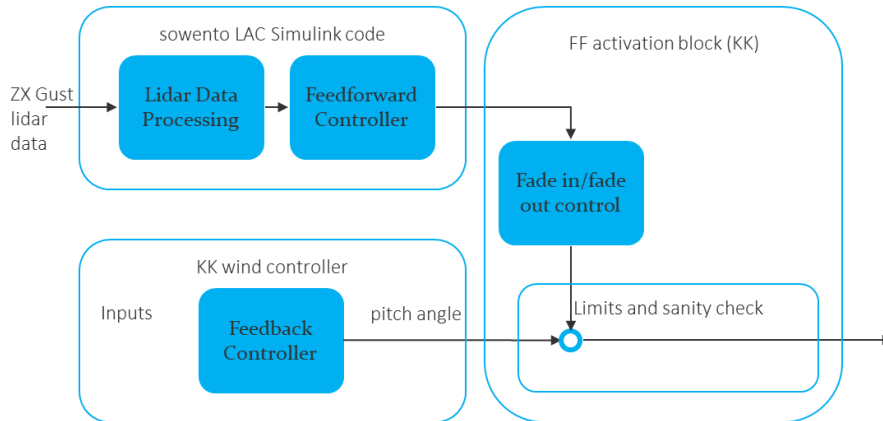 sowento LAC Simulink code
FF activation block (KK)
ZX Gust
lidar
data
Lidar Data
Processing
Feedforward
Controller
Fade in/fade
out control
KK wind controller
Inputs
Feedback
Controller
pitch angle
Limits and sanity check